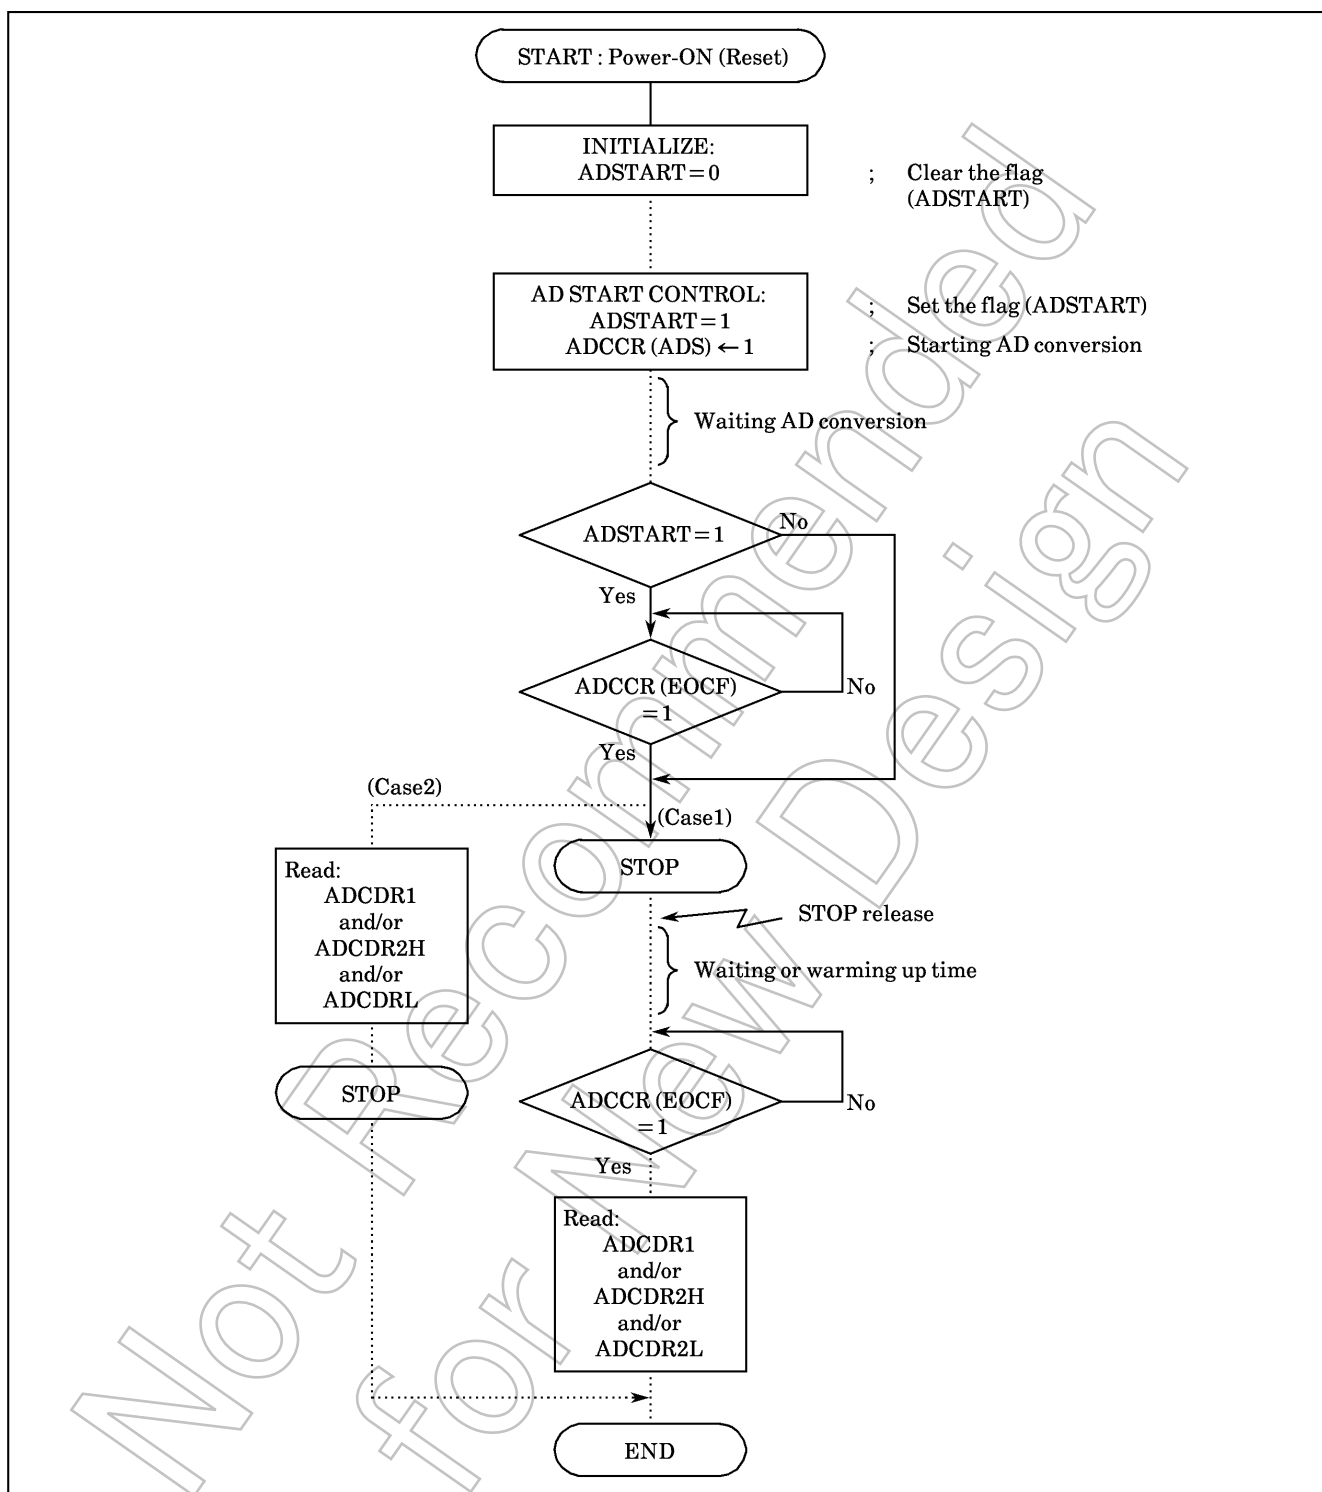 START : Power-ON (Reset)
INITIALIZE:
ADSTART=0
; Clear the flag
(ADSTART)
AD START CONTROL:
ADSTART=1
ADCCR (ADS) ← 1
; Set the flag (ADSTART)
; Starting AD conversion
Waiting AD conversion
ADSTART=1
No
Yes
ADCCR (EOCF)
=1
No
Yes
(Case2)
(Case1)
STOP
Read:
ADCDR1
and/or
ADCDR2H
and/or
ADCDRL
STOP release
Waiting or warming up time
STOP
ADCCR (EOCF)
=1
No
Yes
Read:
ADCDR1
and/or
ADCDR2H
and/or
ADCDR2L
END
Not Recommended
for New Design